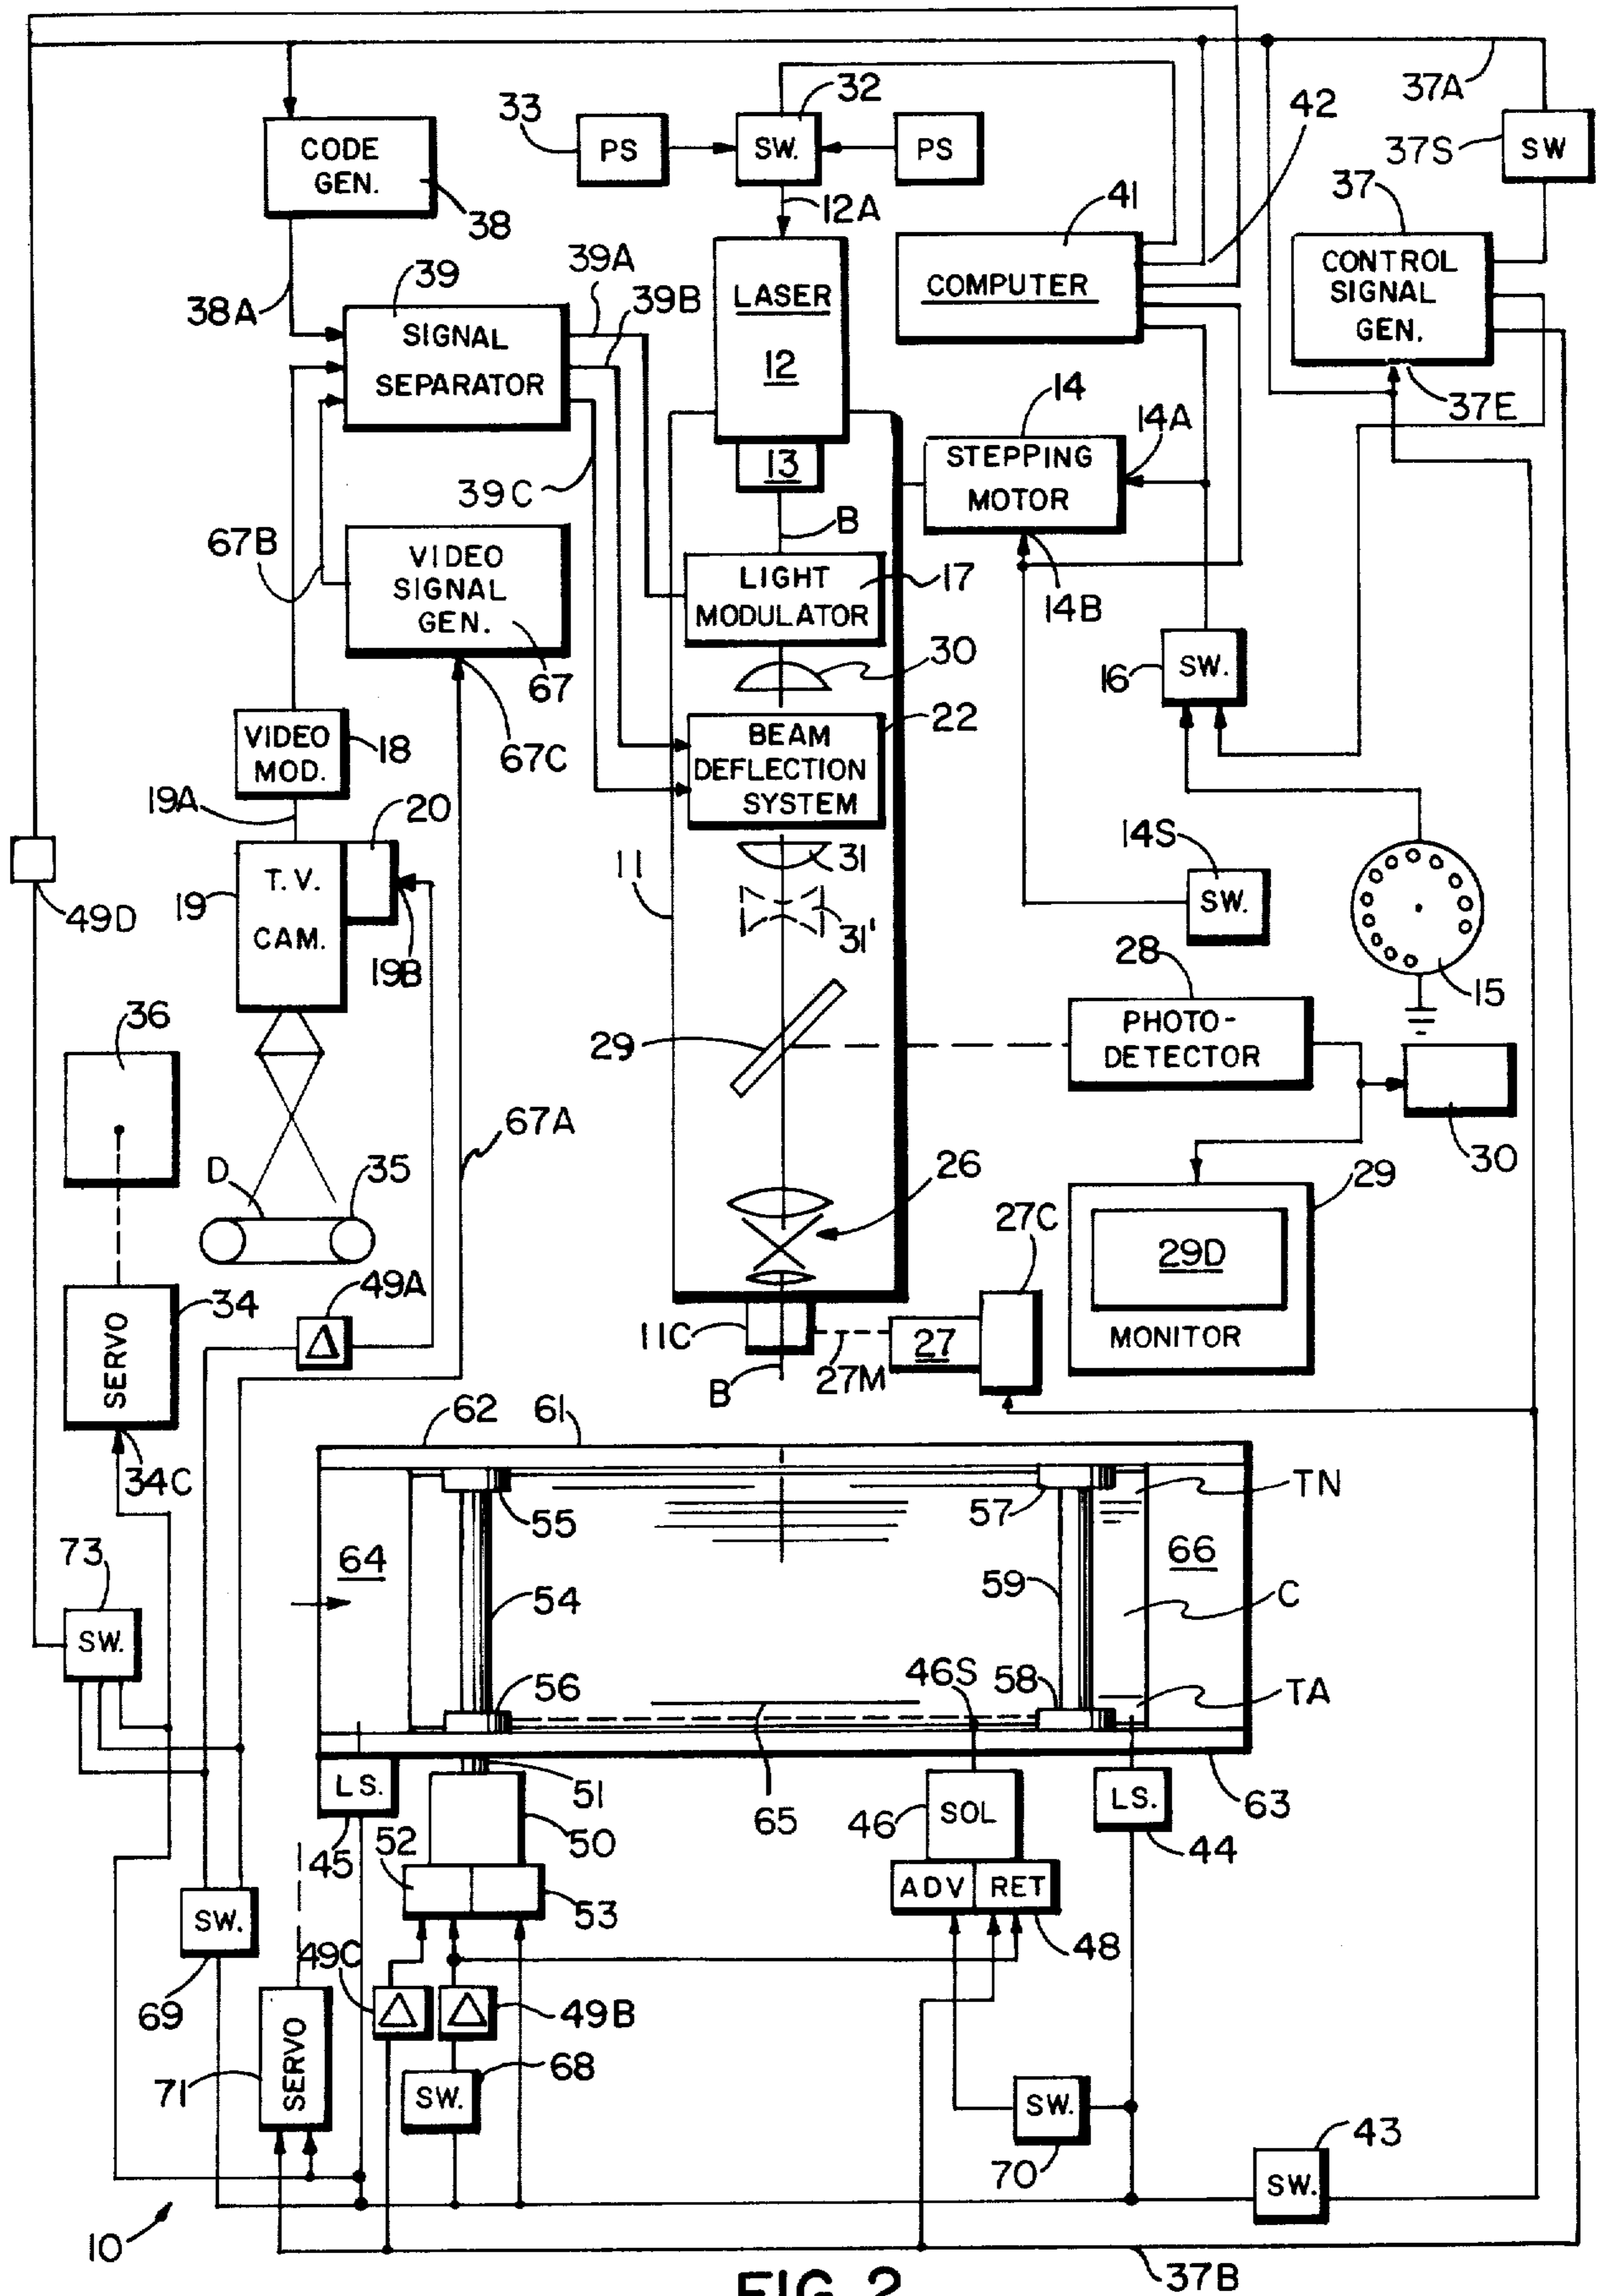 37A
33
PS
32
SW.
PS
42
37S
SW
CODE
GEN.
38
12A
41
37
38A
39
39A
39B
LASER
12
COMPUTER
CONTROL
SIGNAL
GEN.
37E
SIGNAL
SEPARATOR
13
14
14A
STEPPING
MOTOR
39C
B
67B
VIDEO
SIGNAL
GEN.
67
LIGHT
MODULATOR
17
14B
30
16
SW.
VIDEO
MOD.
18
67C
BEAM
DEFLECTION
SYSTEM
22
19A
20
T.V.
CAM.
19
19B
49D
11
31
31'
14S
SW.
15
36
29
28
PHOTO-
DETECTOR
30
67A
D
35
26
29
29D
MONITOR
27C
34
SERVO
49A
Δ
11C
27
27M
B
34C
62
61
55
57
TN
73
SW.
64
54
59
66
C
56
46S
58
TA
LS.
45
51
50
52
53
65
46
SOL
LS.
44
63
ADV
RET
48
SW.
69
49C
Δ
Δ
49B
SERVO
71
SW.
68
SW.
70
43
SW.
10
37B
FIG. 2